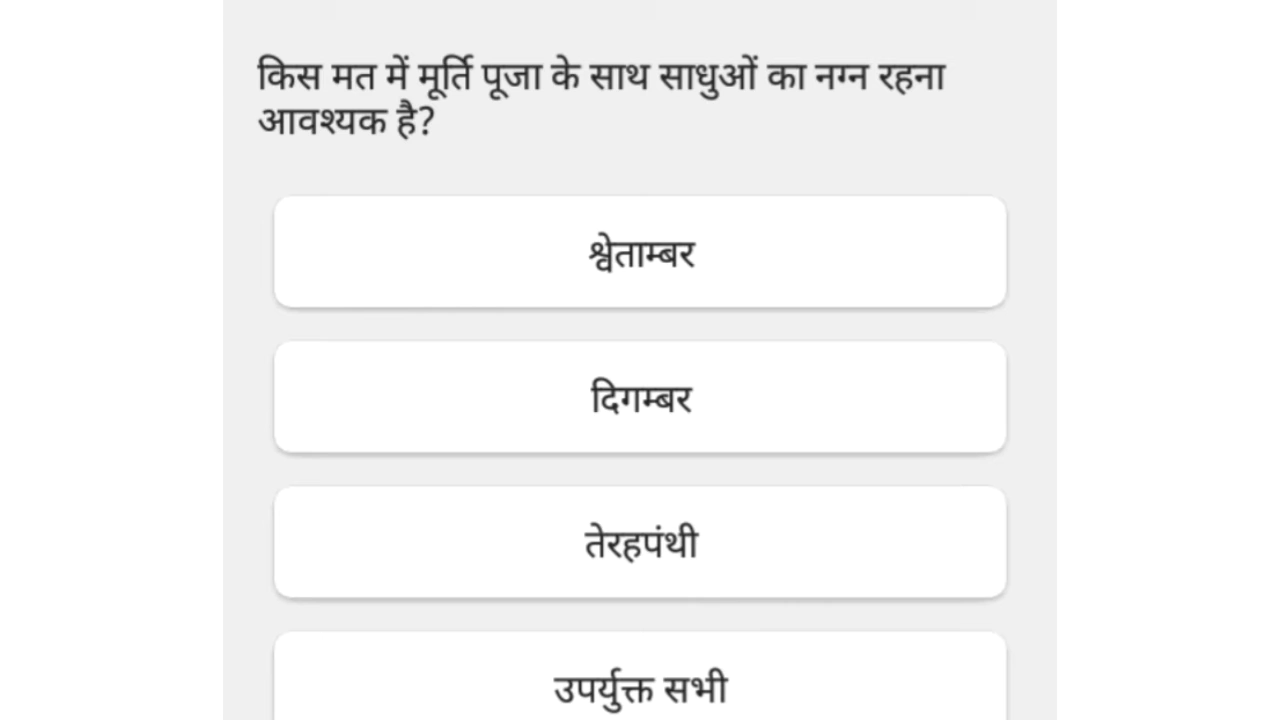 किस मत में मूर्ति पूजा के साथ साधुओं का नग्न रहना
आवश्यक है?
श्वेताम्बर
दिगम्बर
तेरहपंथी
उपर्युक्त सभी